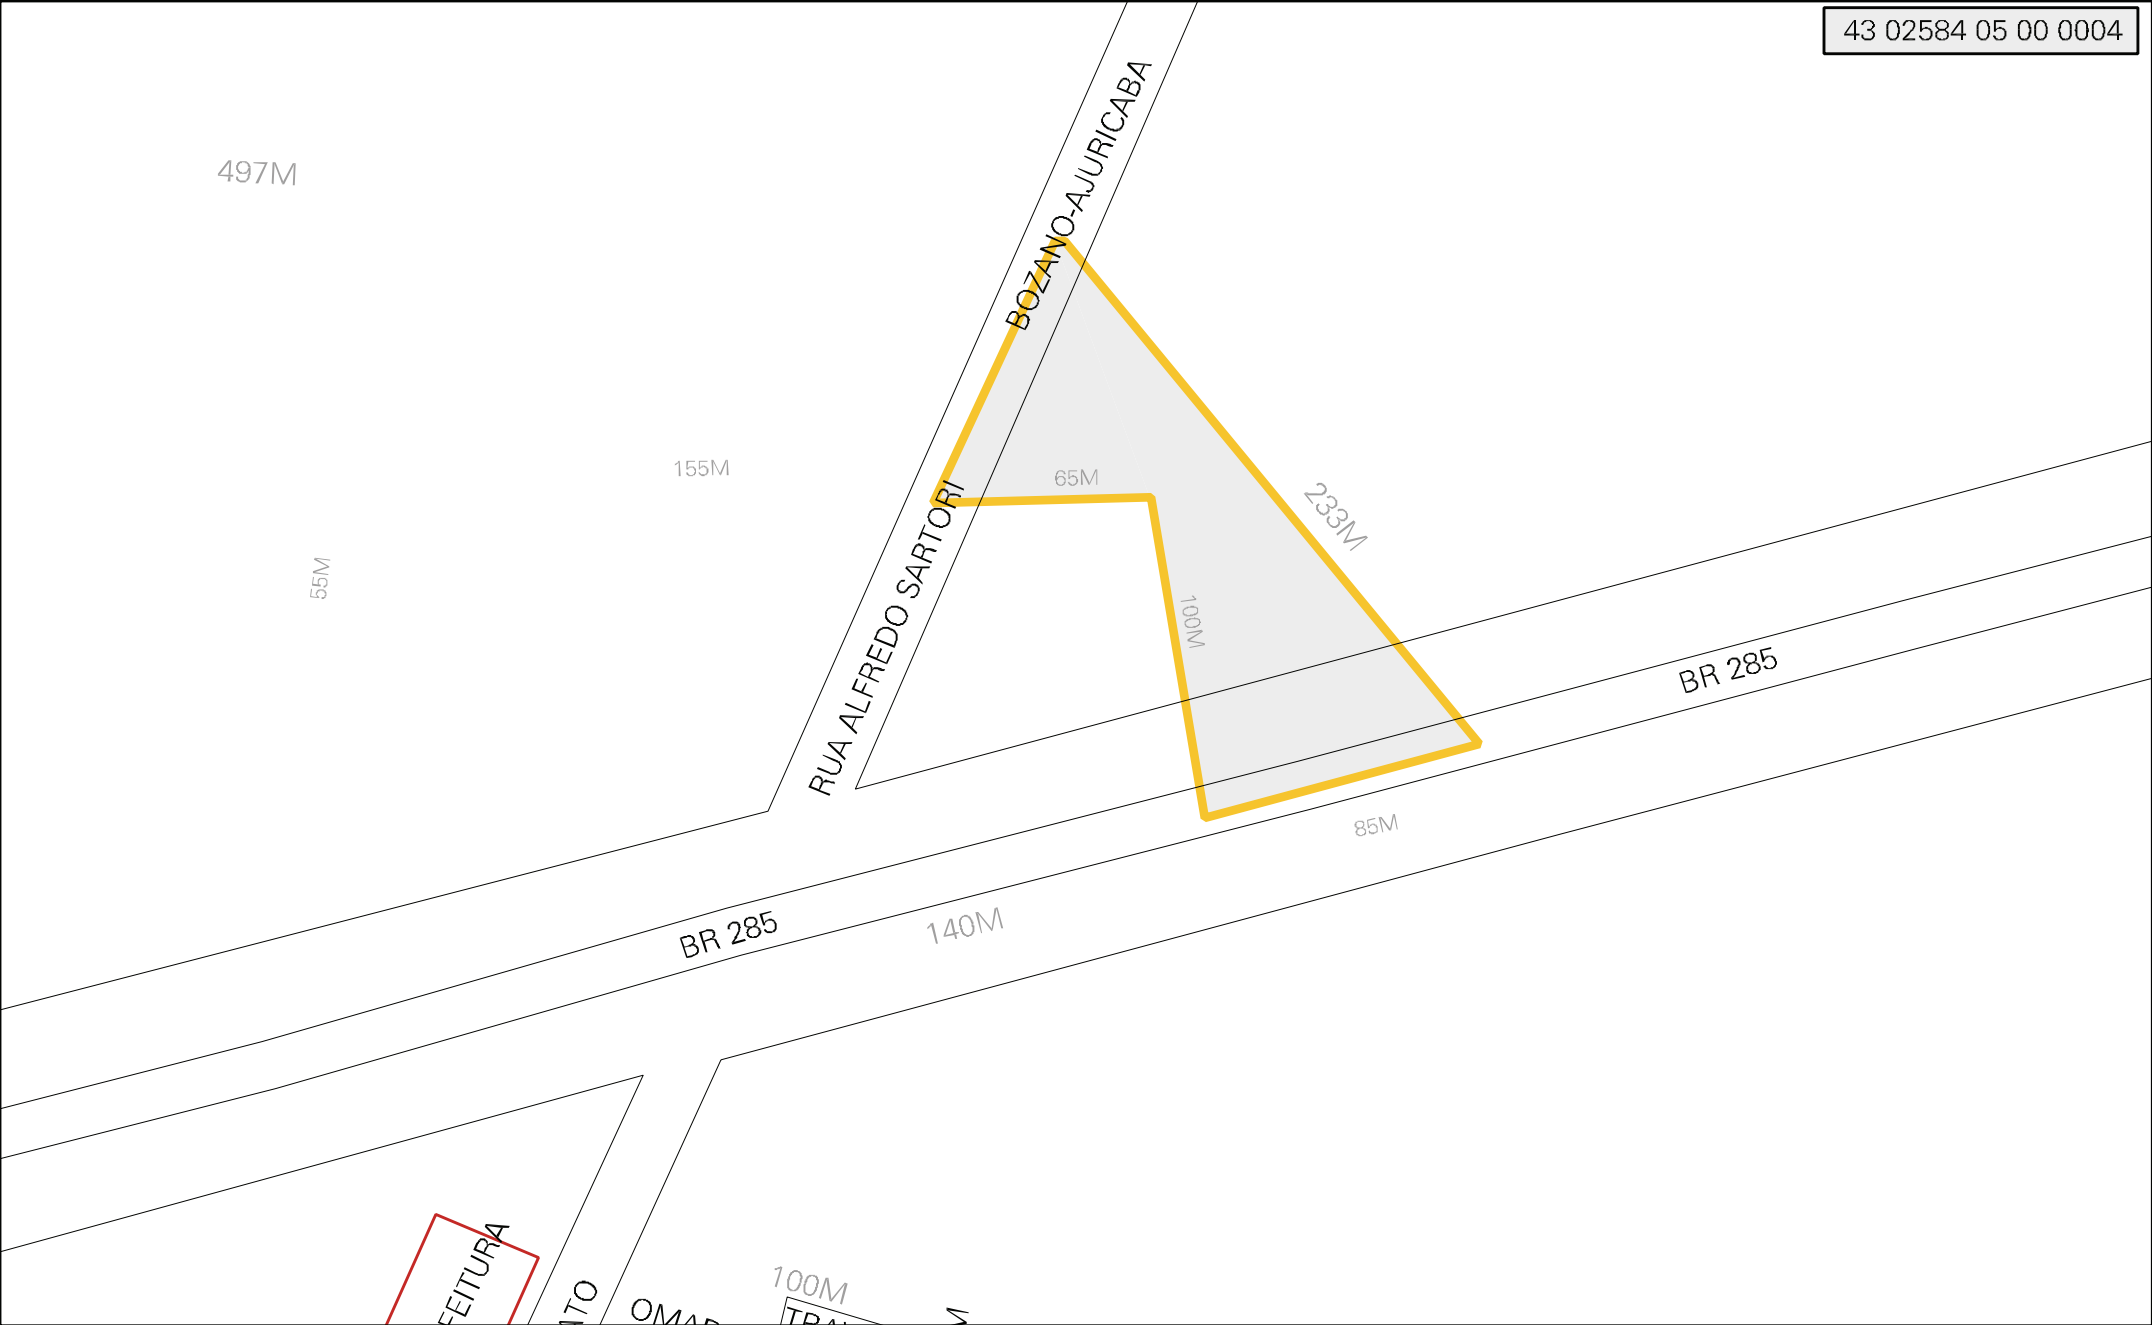 43 02584 05 00 0004
BOZANO-AJURICABA
497M
155M
65M
233M
55M
RUA ALFREDO SARTORI
100M
BR 285
85M
BR 285
140M
FEITURA
100M